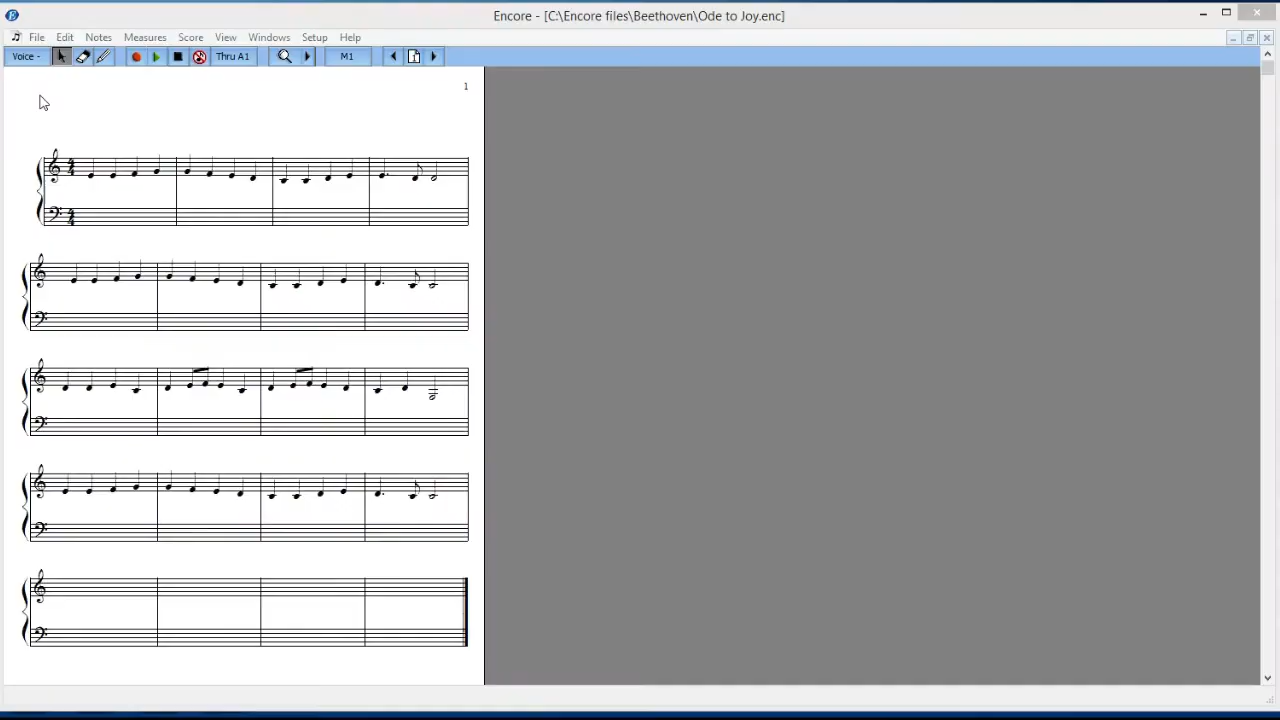 Encore - [C:\Encore files\Beethoven\Ode to Joy.enc]
File Edit Notes Measures Score View Windows Setup Help
Voice - Thru A1 M1
1